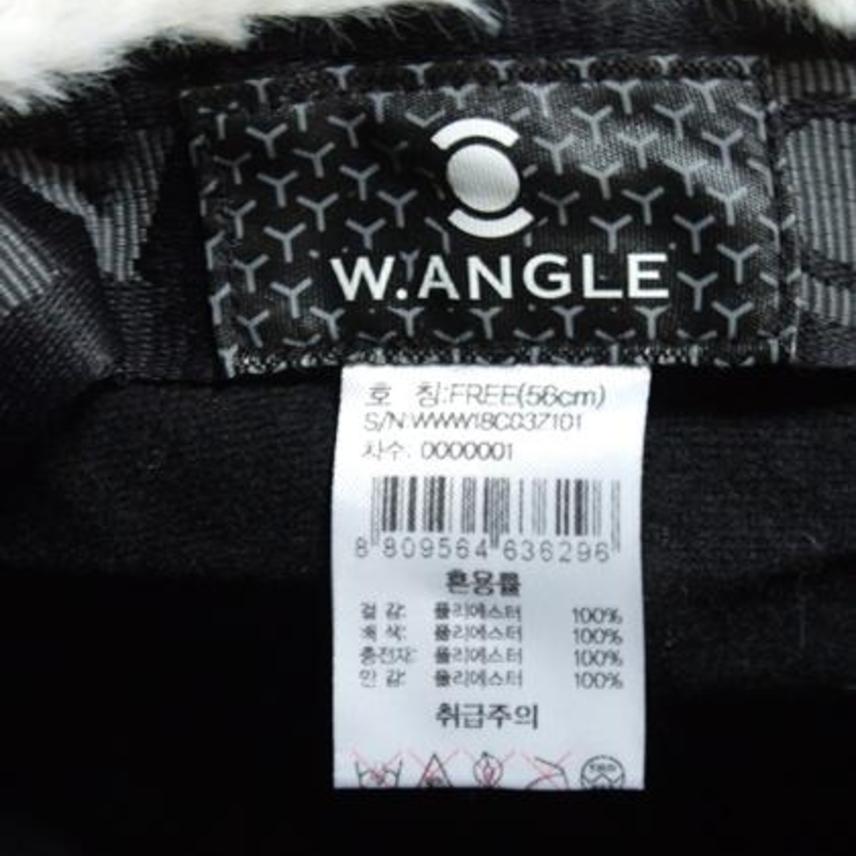 W.ANGLE
호 칭:FREE(56cm)
S/N:WWW18C03Z101
차수: 0000001
8 809564 636296
혼용률
겉 감: 폴리에스터 100%
배 색: 폴리에스터 100%
충전재: 폴리에스터 100%
안 감: 폴리에스터 100%
취급주의